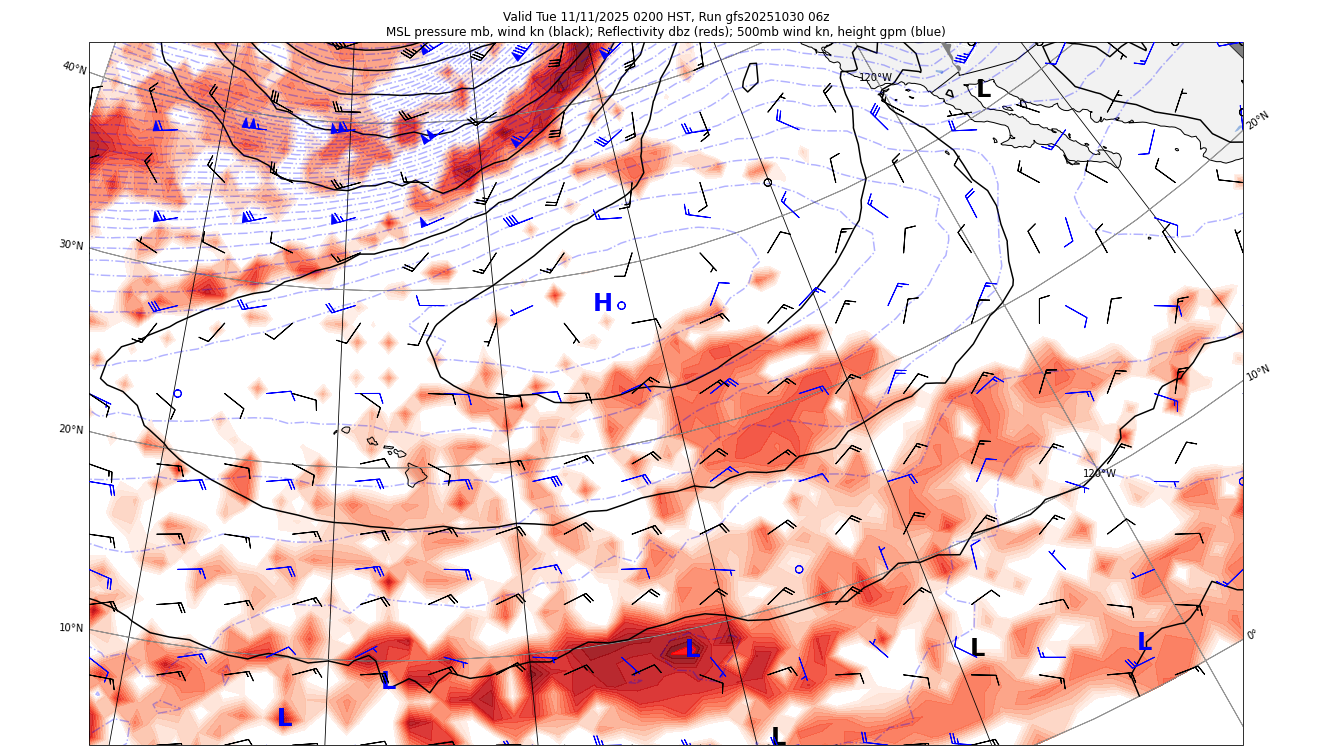 Valid Tue 11/11/2025 0200 HST, Run gfs20251030 06z
MSL pressure mb, wind kn (black); Reflectivity dbz (reds); 500mb wind kn, height gpm (blue)
40°N
120°W
L
20°N
30°N
H
10°N
20°N
120°W
10°N
L
L
L
0°
L
L
L